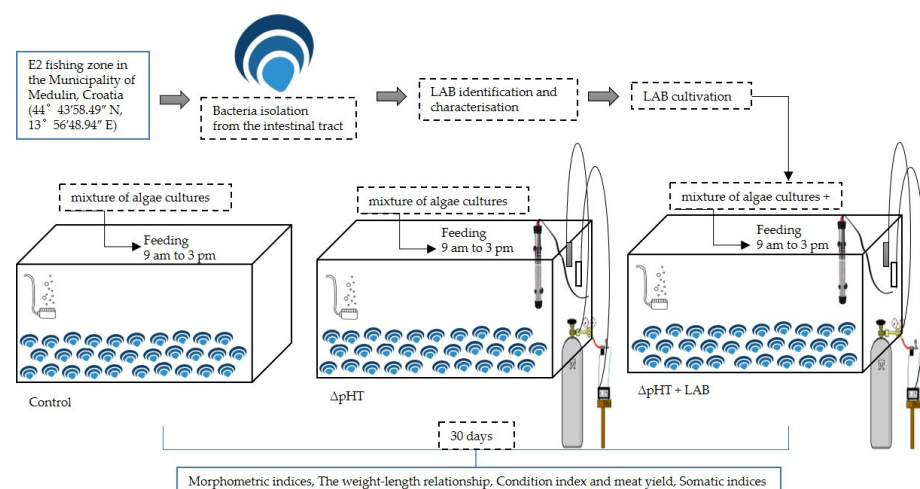 E2 fishing zone in
the Municipality of
Medulin, Croatia
(44° 43′58.49″ N,
13° 56′48.94″ E)
Bacteria isolation
from the intestinal tract
LAB identification and
characterisation
LAB cultivation
mixture of algae cultures
Feeding
9 am to 3 pm
Control
mixture of algae cultures
Feeding
9 am to 3 pm
ΔpHT
mixture of algae cultures +
Feeding
9 am to 3 pm
ΔpHT + LAB
30 days
Morphometric indices, The weight-length relationship, Condition index and meat yield, Somatic indices